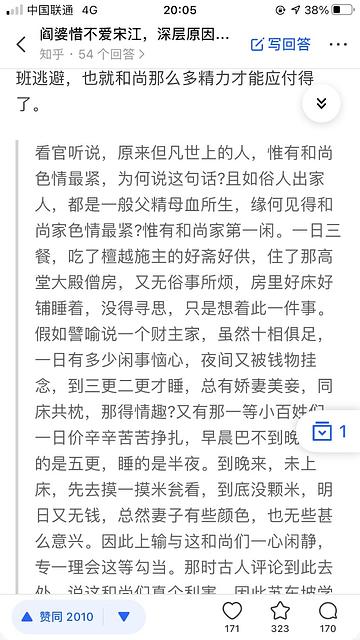 中国联通 4G 20:05 38%
阎婆惜不爱宋江，深层原因...
知乎 · 54 个回答
写回答
班逃避，也就和尚那么多精力才能应付得
了。
看官听说，原来但凡世上的人，惟有和尚
色情最紧，为何说这句话?且如俗人出家
人，都是一般父精母血所生，缘何见得和
尚家色情最紧?惟有和尚家第一闲。一日三
餐，吃了檀越施主的好斋好供，住了那高
堂大殿僧房，又无俗事所烦，房里好床好
铺睡着，没得寻思，只是想着此一件事。
假如譬喻说一个财主家，虽然十相俱足，
一日有多少闲事恼心，夜间又被钱物挂
念，到三更二更才睡，总有娇妻美妾，同
床共枕，那得情趣?又有那一等小百姓们，
一日价辛辛苦苦挣扎，早晨巴不到晚
的是五更，睡的是半夜。到晚来，未上
床，先去摸一摸米瓮看，到底没颗米，明
日又无钱，总然妻子有些颜色，也无些甚
么意兴。因此上输与这和尚们一心闲静，
专一理会这等勾当。那时古人评论到此去
处，说这和尚们真个利害，因此苏东坡学
1
赞同 2010
171
323
170